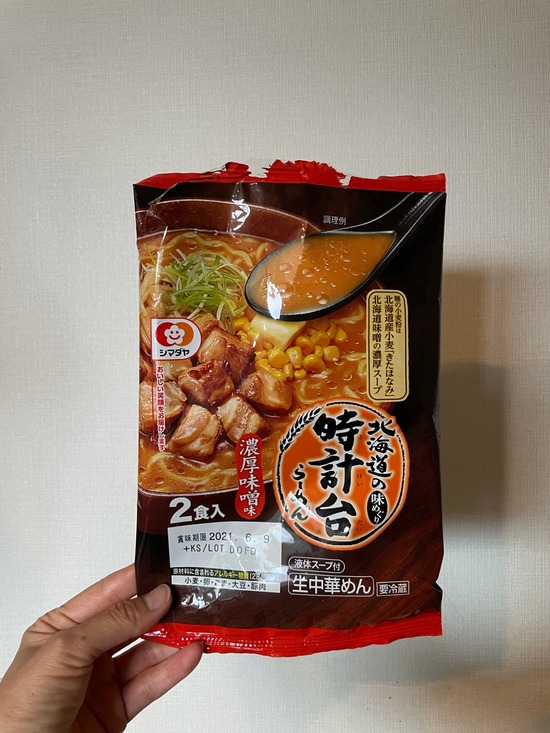 調理例
麺の小麦粉は
北海道産小麦「きたほなみ」
北海道味噌の濃厚スープ
シマダヤ
おいしい笑顔をお届けします
北海道の味めぐり
時計台
けい
だい
らーめん
濃厚味噌味
2食入
賞味期限 2021. 6. 9
+KS/LOT DOFD
液体スープ付
生中華めん 要冷蔵
原材料に含まれるアレルギー物質
小麦・卵・ごま・大豆・豚肉